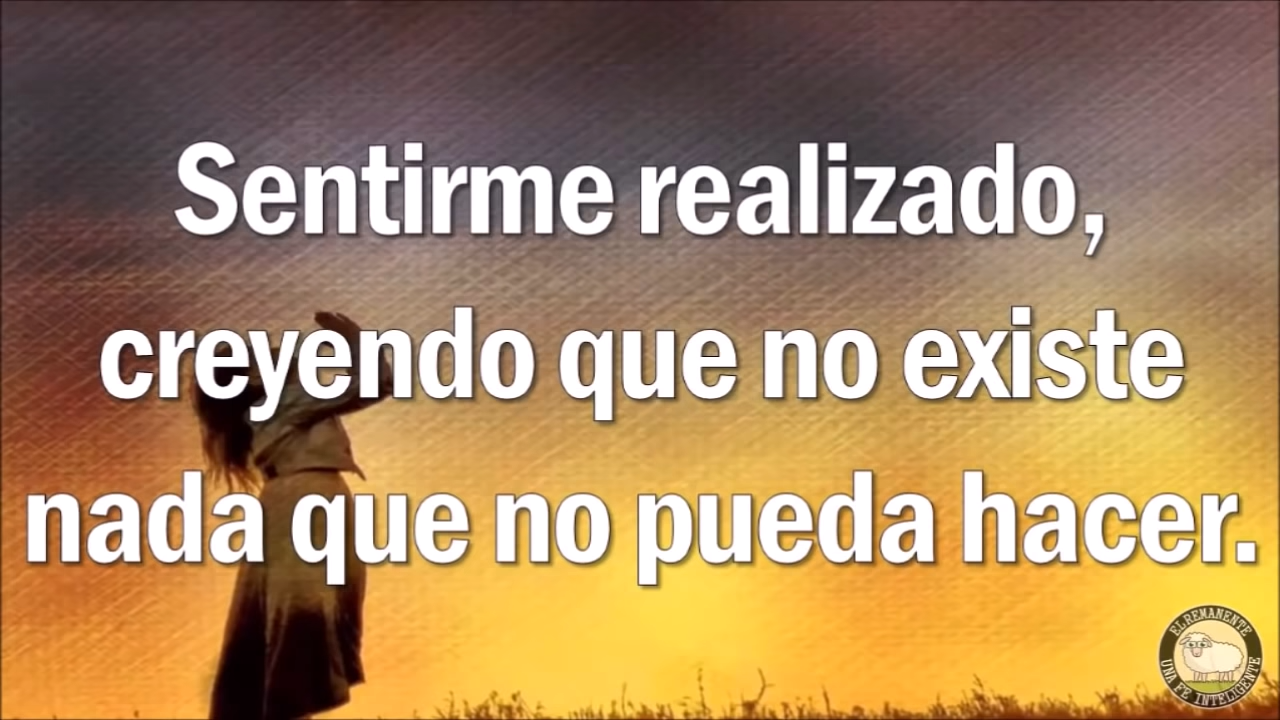 Sentirme realizado,
creyendo que no existe
nada que no pueda hacer.
ELREMANENTE
UNA FE INTELIGENTE